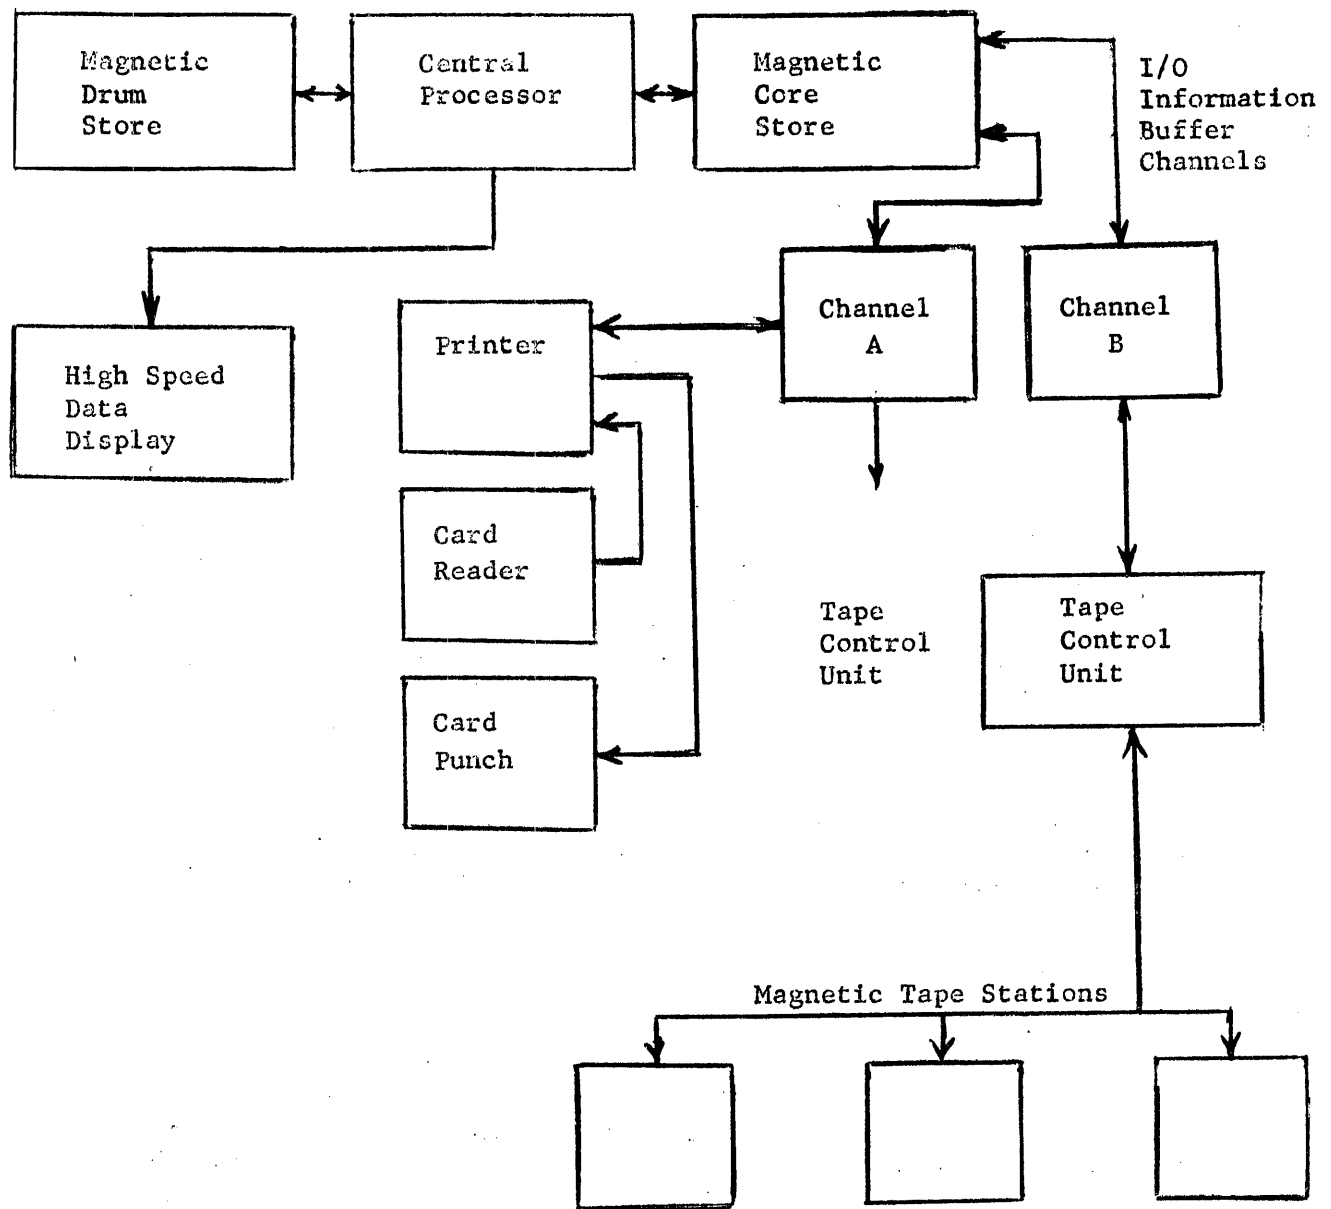 Magnetic
Drum
Store
Central
Processor
Magnetic
Core
Store
I/O
Information
Buffer
Channels
High Speed
Data
Display
Printer
Channel
A
Channel
B
Card
Reader
Tape
Control
Unit
Tape
Control
Unit
Card
Punch
Magnetic Tape Stations